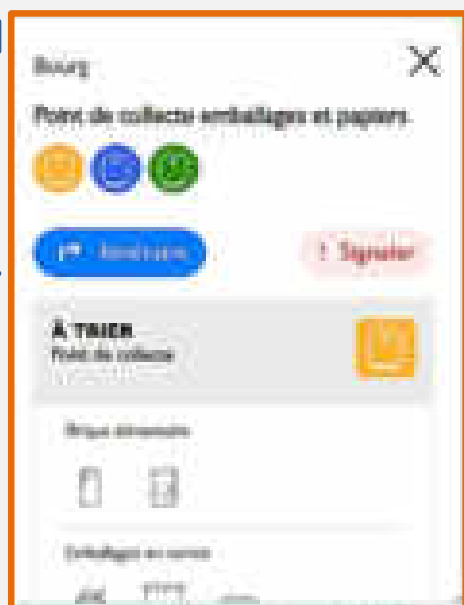 Bourg
Point de collecte emballages et papiers
Itinéraire
! Signaler
À TRIER
Point de collecte
Brique alimentaire
Emballages en carton